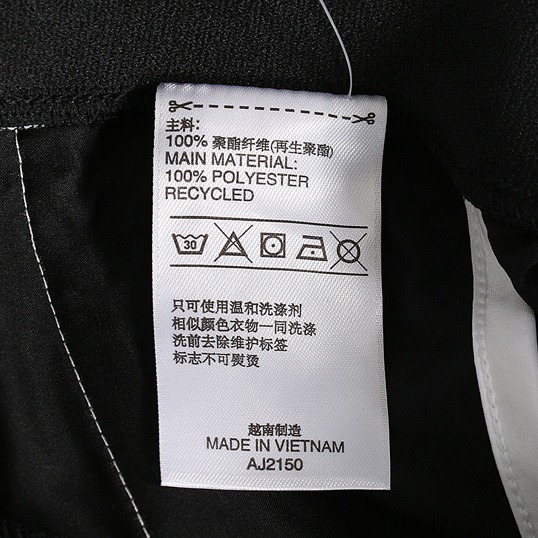 主料:
100% 聚酯纤维(再生聚酯)
MAIN MATERIAL:
100% POLYESTER
RECYCLED
30
只可使用温和洗涤剂
相似颜色衣物一同洗涤
洗前去除维护标签
标志不可熨烫
越南制造
MADE IN VIETNAM
AJ2150